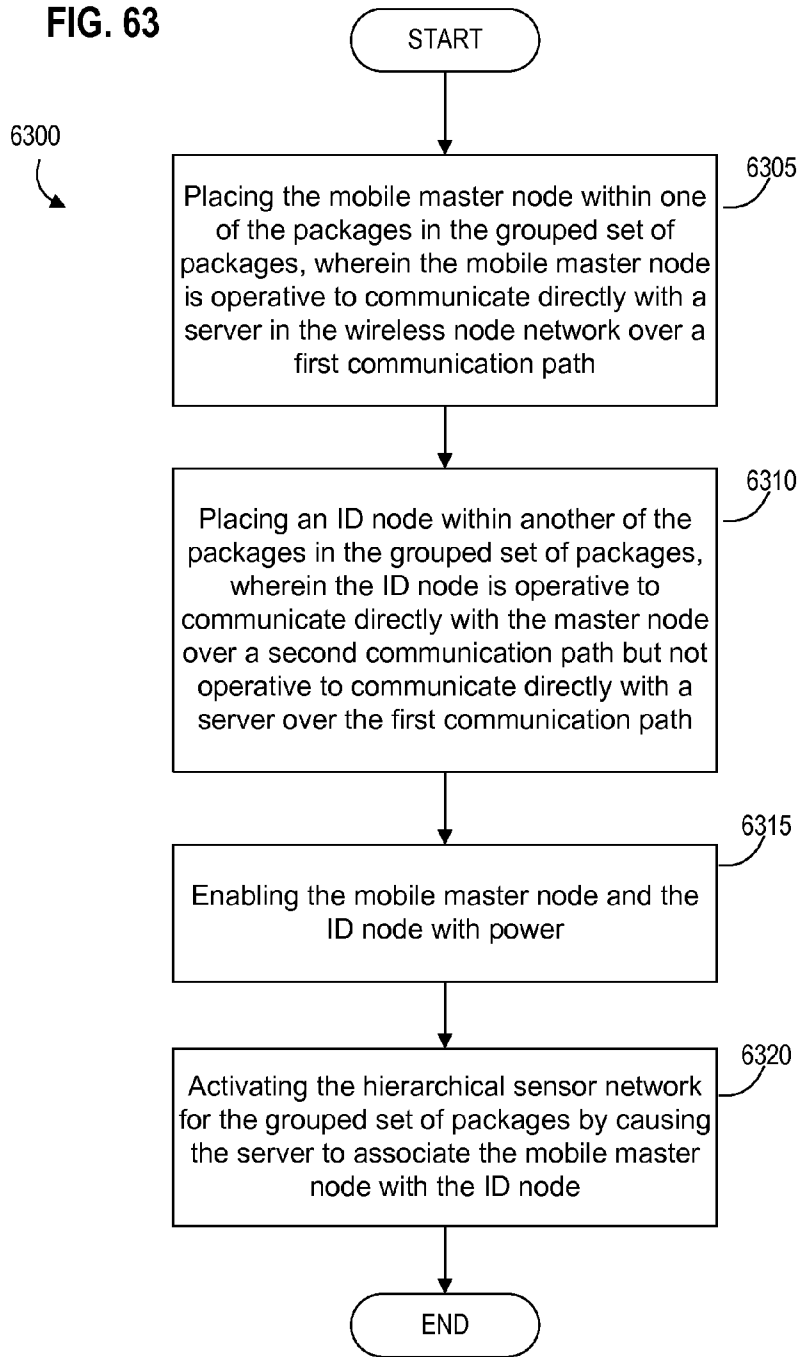 FIG. 63
START
6300
6305
Placing the mobile master node within one
of the packages in the grouped set of
packages, wherein the mobile master node
is operative to communicate directly with a
server in the wireless node network over a
first communication path
6310
Placing an ID node within another of the
packages in the grouped set of packages,
wherein the ID node is operative to
communicate directly with the master node
over a second communication path but not
operative to communicate directly with a
server over the first communication path
6315
Enabling the mobile master node and the
ID node with power
6320
Activating the hierarchical sensor network
for the grouped set of packages by causing
the server to associate the mobile master
node with the ID node
END